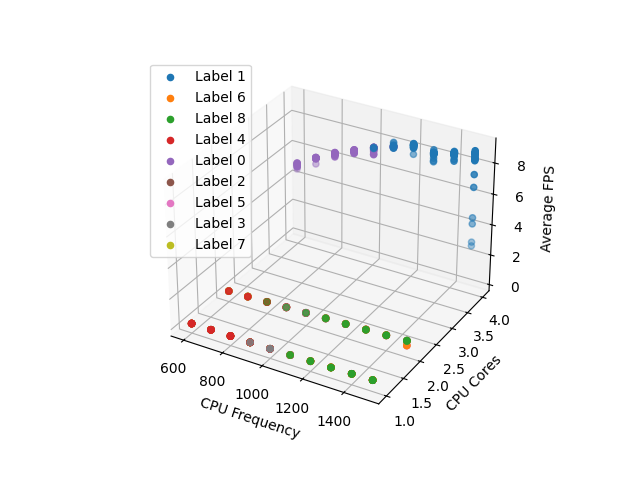 Label 1
Label 6
Label 8
Label 4
Label 0
Label 2
Label 5
Label 3
Label 7
600
800
1000
1200
1400
CPU Frequency
1.0
1.5
2.0
2.5
3.0
3.5
4.0
CPU Cores
0
2
4
6
8
Average FPS